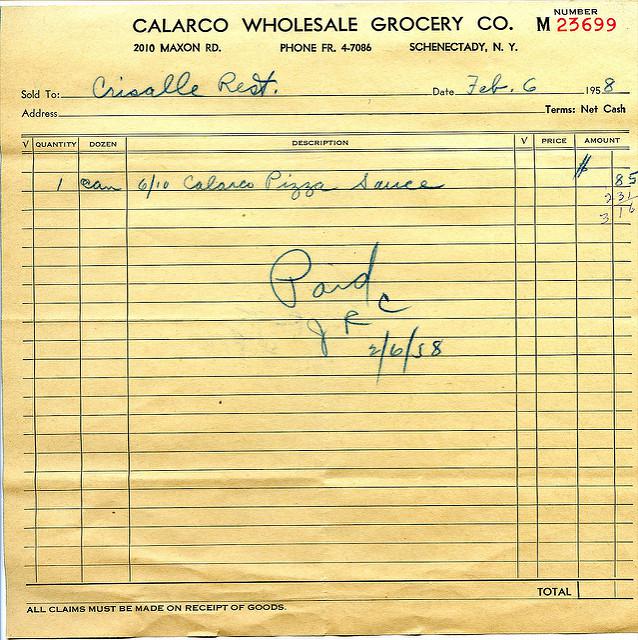 NUMBER
CALARCO WHOLESALE GROCERY CO. M 23699
2010 MAXON RD. PHONE FR. 4-7086 SCHENECTADY, N. Y.
Sold To: Crisalle Rest. Date Feb. 6 1958
Address Terms: Net Cash
V QUANTITY DOZEN DESCRIPTION V PRICE AMOUNT
$
1 can 6/10 Calarco Pizza Sauce 85
2 31
3 16
Paid
J R C
2/6/58
TOTAL
ALL CLAIMS MUST BE MADE ON RECEIPT OF GOODS.